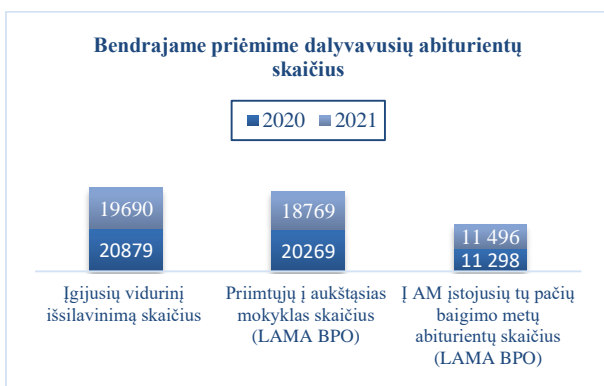 Bendrajame priėmime dalyvavusių abiturientų
skaičius
2020 2021
19690
20879
18769
20269
11 496
11 298
Įgijusių vidurinį
išsilavinimą skaičius
Priimtųjų į aukštąsias
mokyklas skaičius
(LAMA BPO)
Į AM įstojusių tų pačių
baigimo metų
abiturientų skaičius
(LAMA BPO)